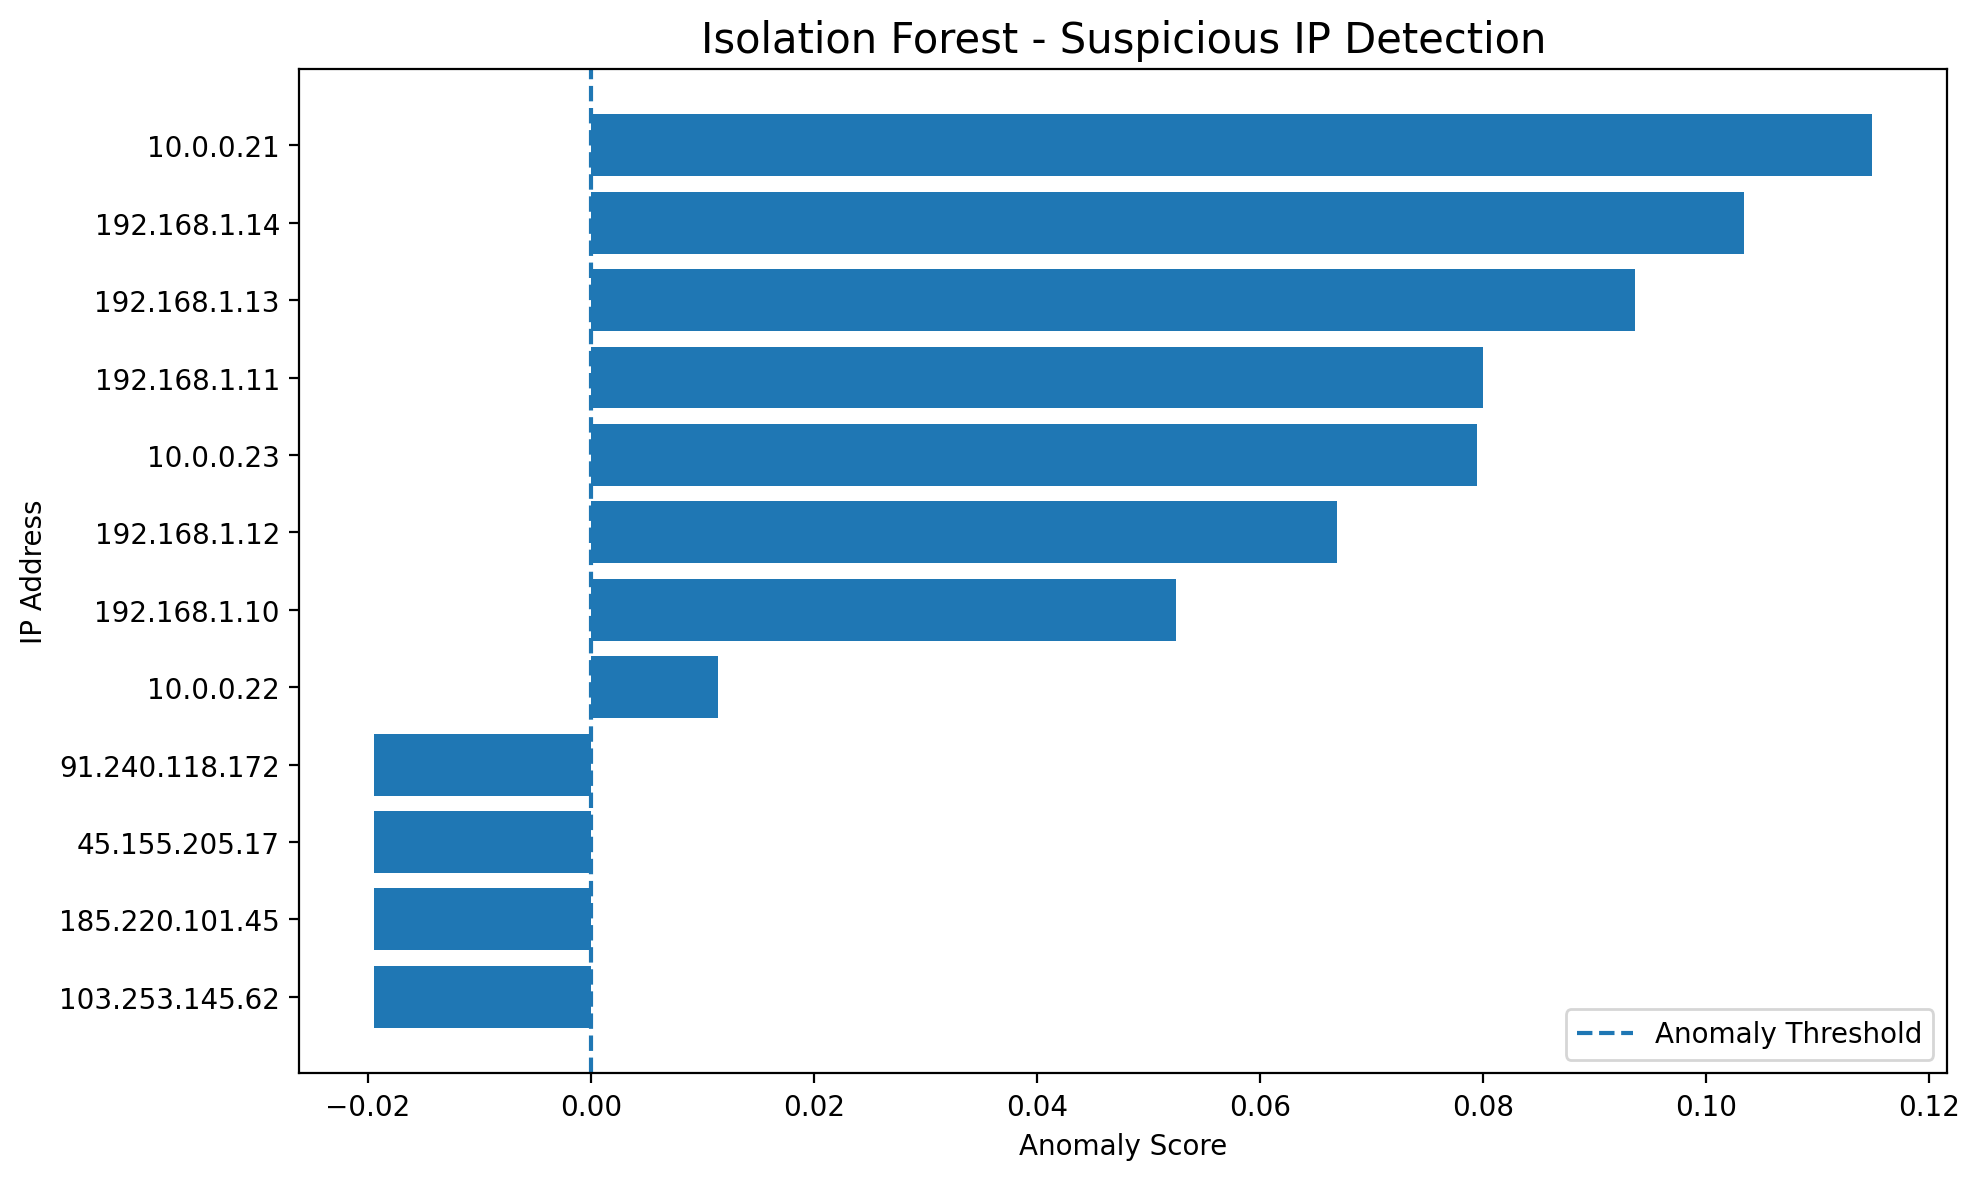 Isolation Forest - Suspicious IP Detection
10.0.0.21
192.168.1.14
192.168.1.13
192.168.1.11
10.0.0.23
192.168.1.12
192.168.1.10
10.0.0.22
91.240.118.172
45.155.205.17
185.220.101.45
103.253.145.62
IP Address
Anomaly Threshold
−0.02 0.00 0.02 0.04 0.06 0.08 0.10 0.12
Anomaly Score